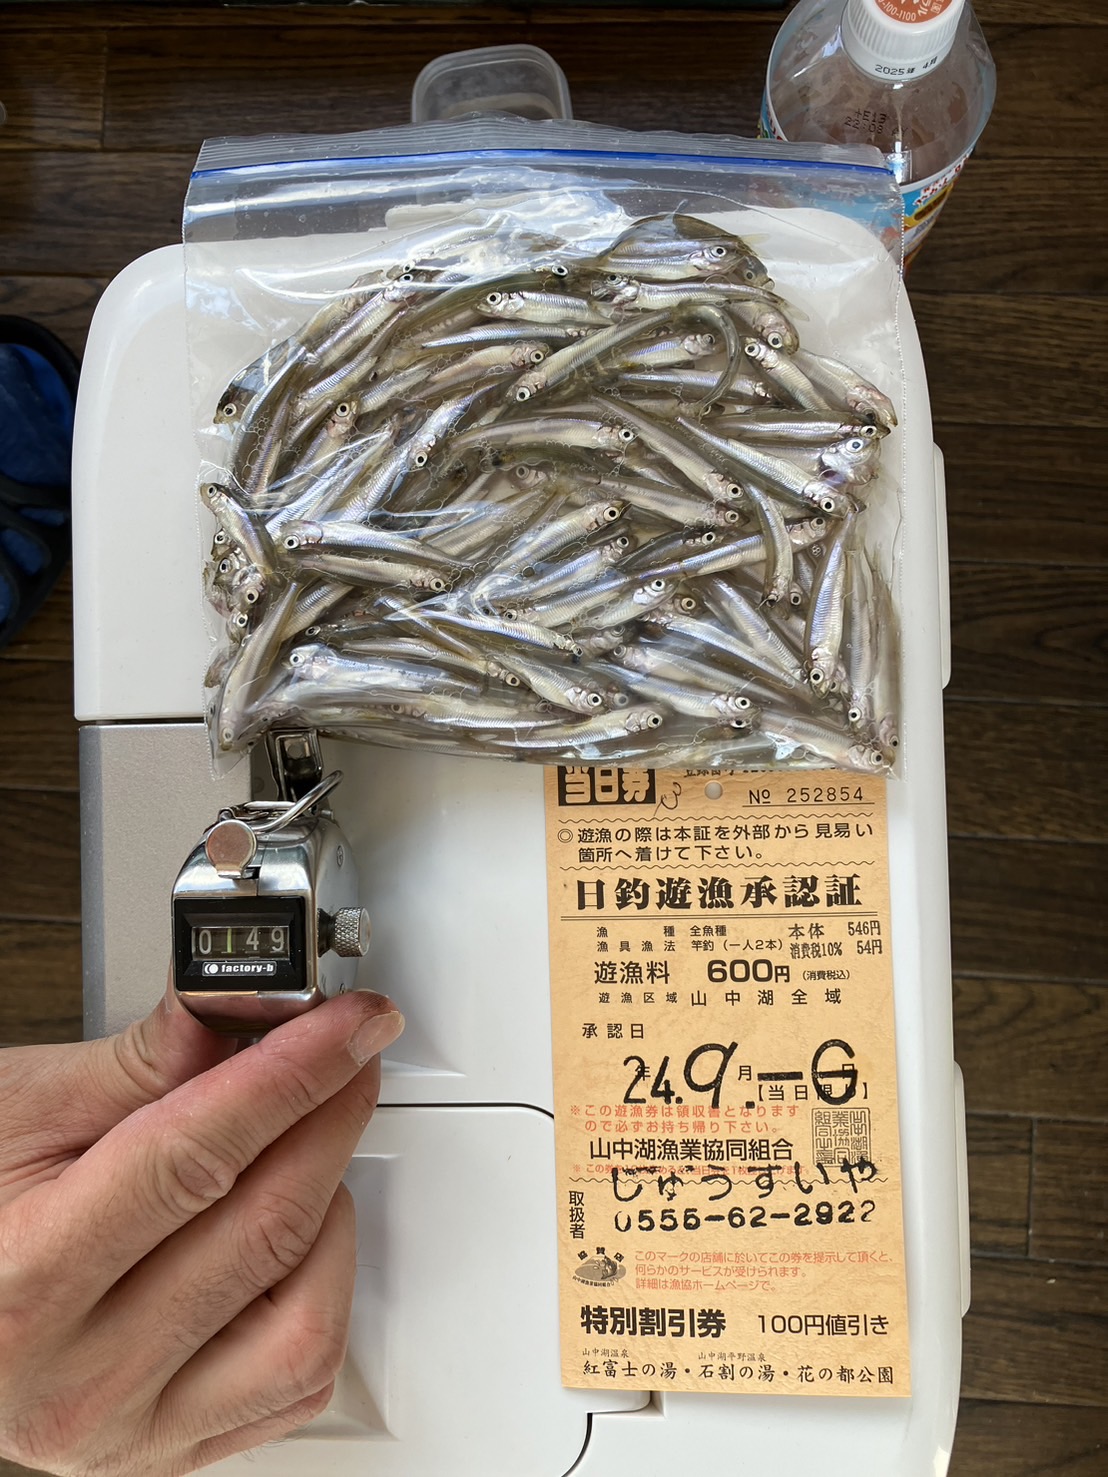 2025年 4月
+E13
0149
factory-b
当日券
№ 252854
◎遊漁の際は本証を外部から見易い
箇所へ着けて下さい。
日釣遊漁承認証
漁種 全魚種 本体 546円
漁具漁法 竿釣(一人2本) 消費税10% 54円
遊漁料 600円(消費税込)
遊漁区域 山中湖全域
承認日
24.9.-6
年 月 日
【当日限り】
※この遊漁券は領収書となります
ので必ずお持ち帰り下さい。
山中湖漁業協同組合
じゅうすいや
取扱者
0555-62-2922
このマークの店舗に於いてこの券を提示して頂くと、
何らかのサービスが受けられます。
詳細は漁協ホームページで。
特別割引券 100円値引き
山中湖温泉 山中湖平野温泉
紅富士の湯・石割の湯・花の都公園